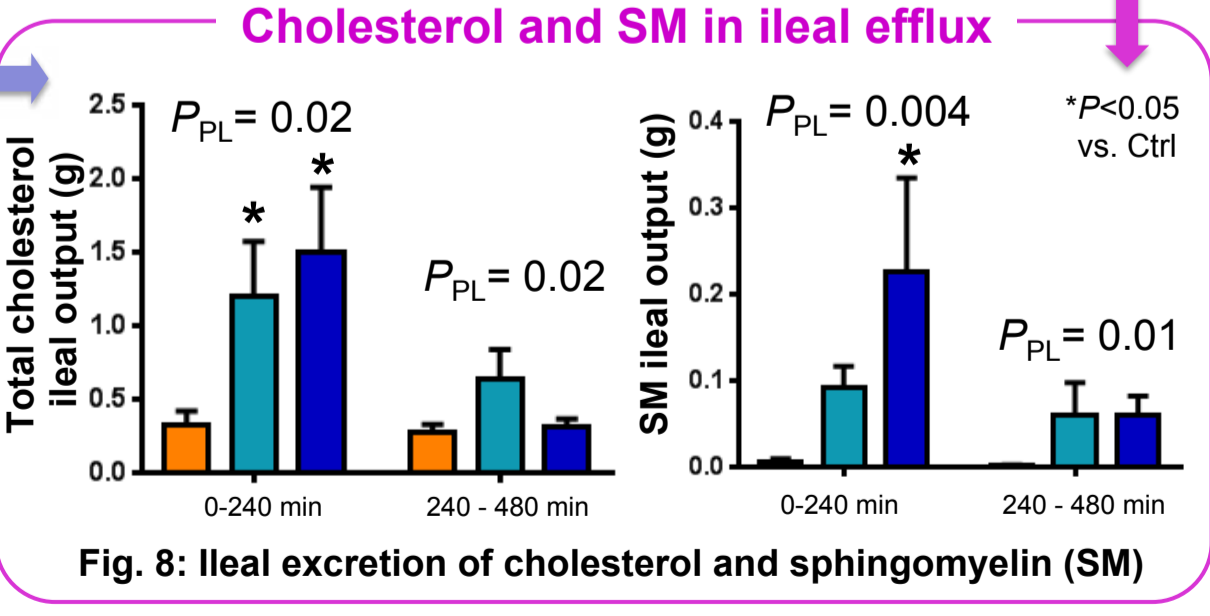 Cholesterol and SM in ileal efflux
Total cholesterol
ileal output (g)
2.5
2.0
1.5
1.0
0.5
0.0
PPL= 0.02
*
*
PPL= 0.02
0-240 min
240 - 480 min
SM ileal output (g)
0.4
0.3
0.2
0.1
0.0
PPL= 0.004
*
*P<0.05
vs. Ctrl
PPL= 0.01
0-240 min
240 - 480 min
Fig. 8: Ileal excretion of cholesterol and sphingomyelin (SM)